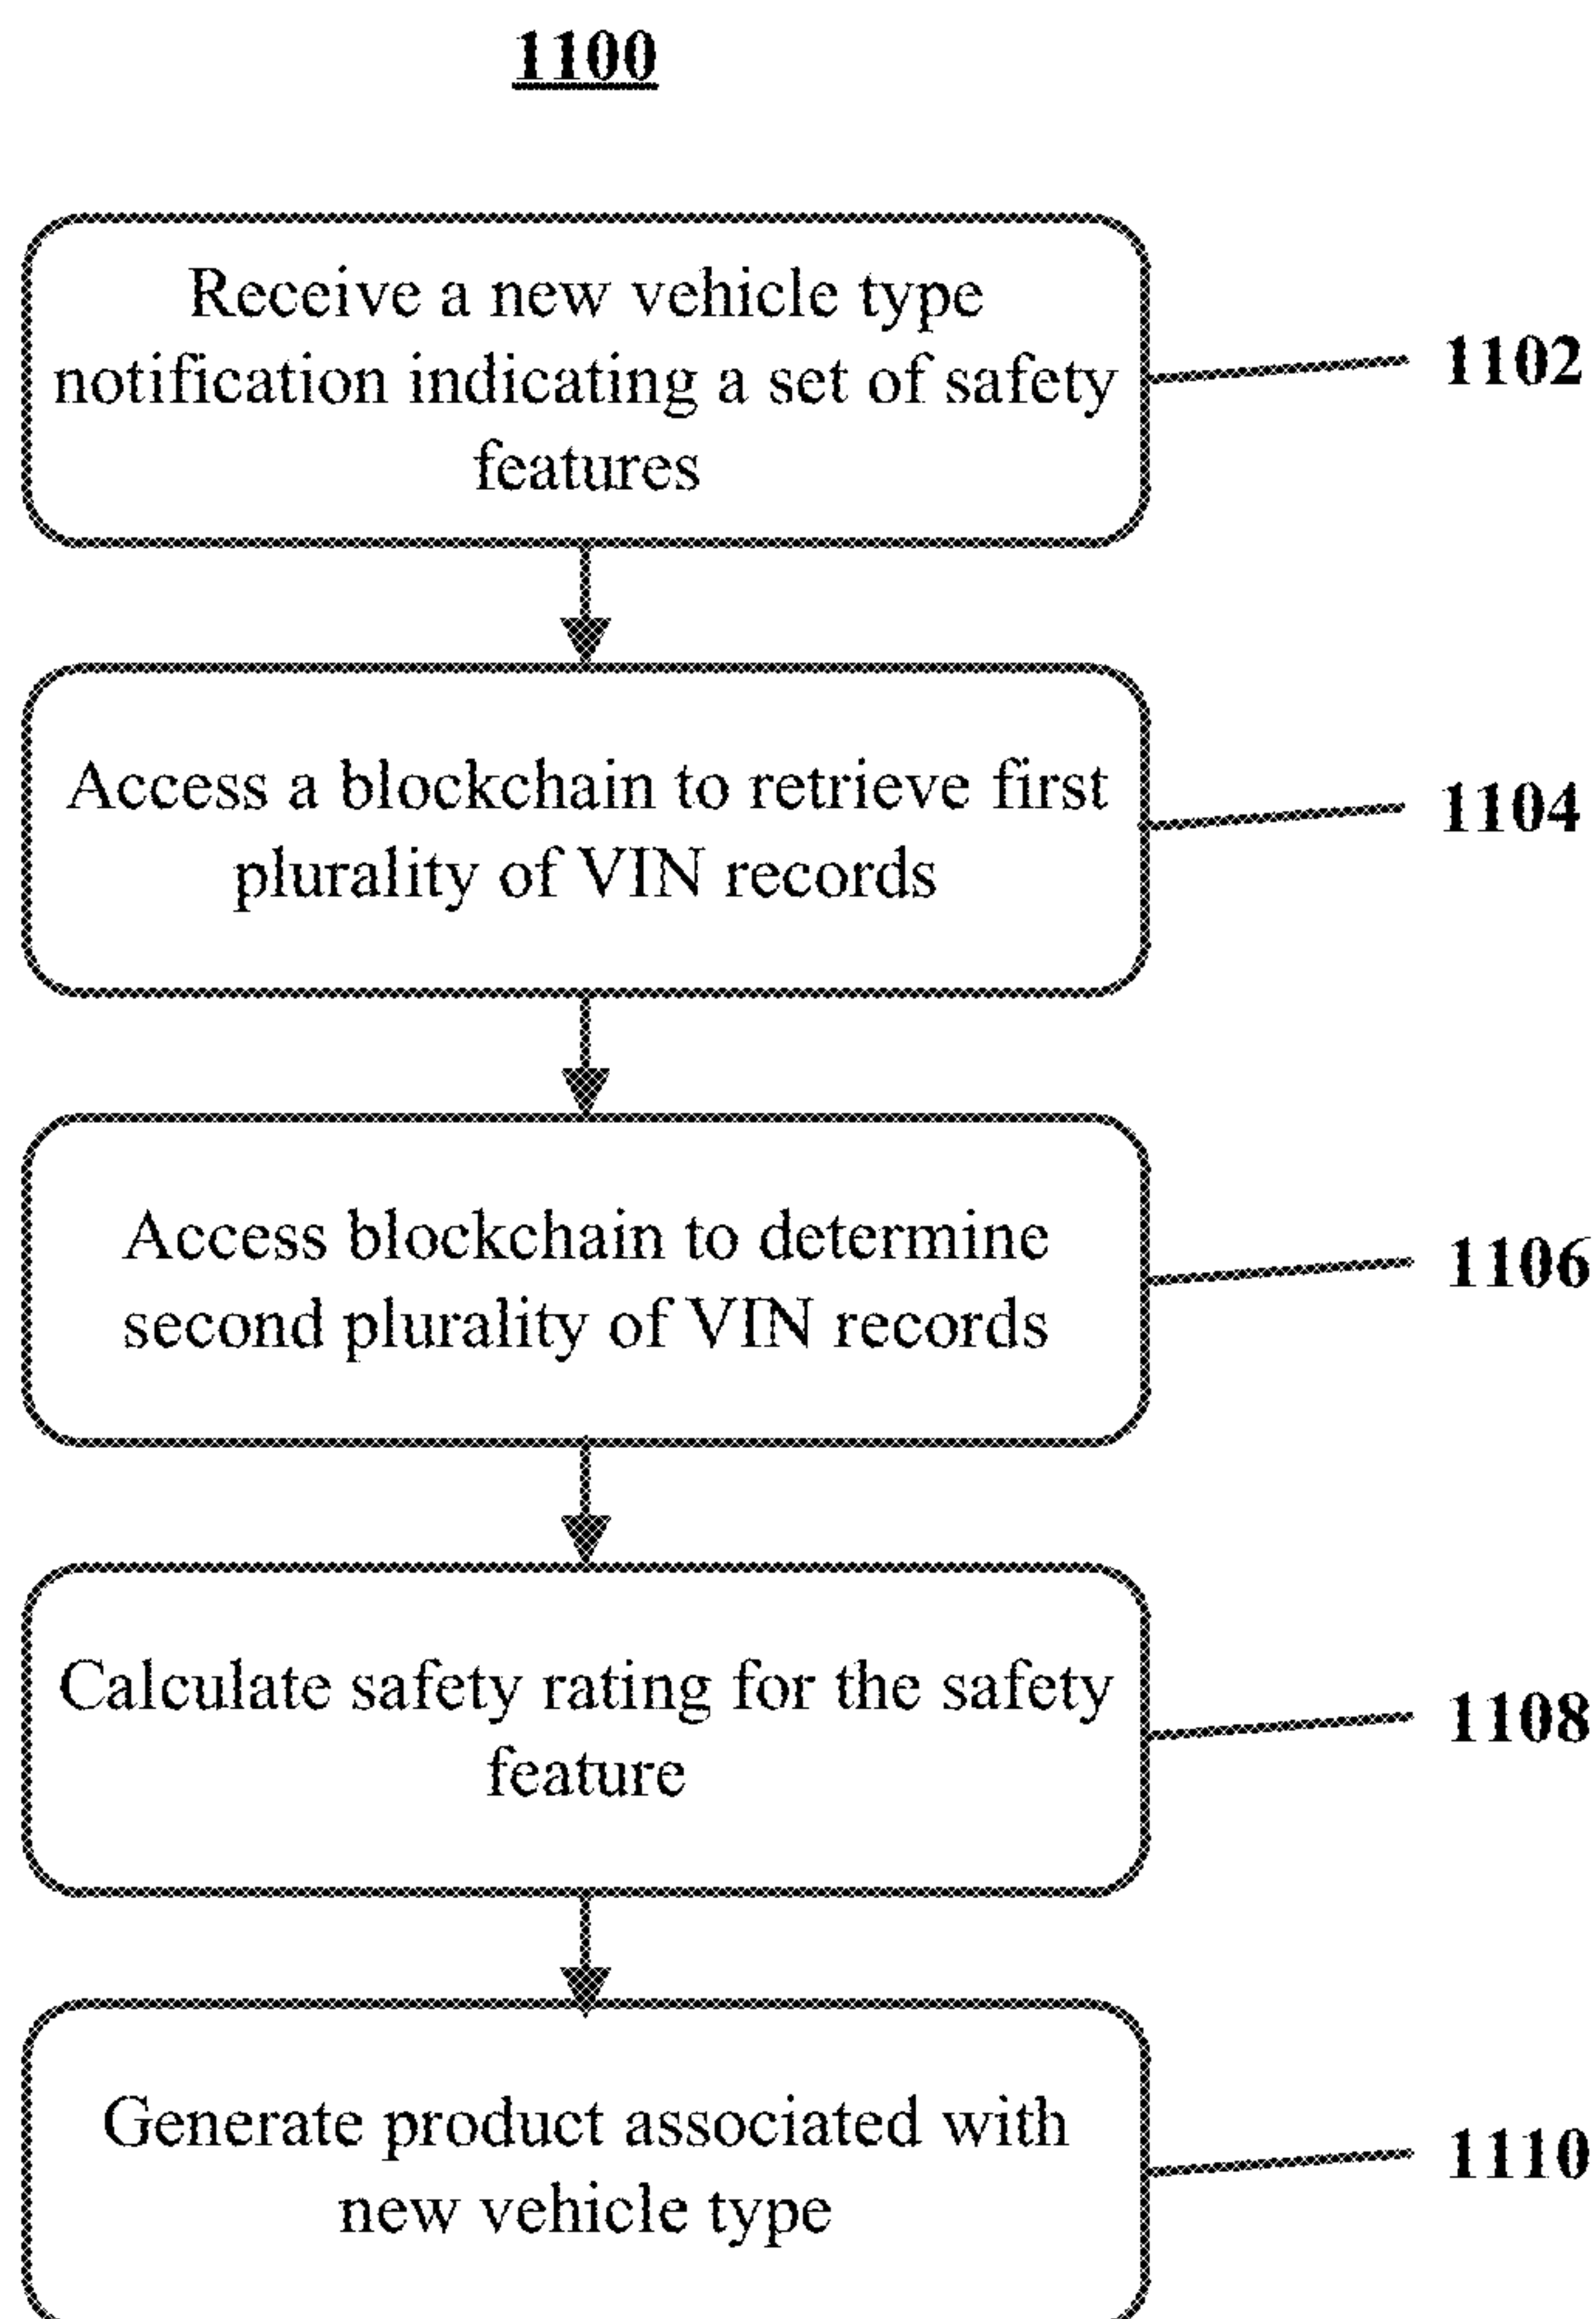 1100
Receive a new vehicle type
notification indicating a set of safety
features
1102
Access a blockchain to retrieve first
plurality of VIN records
1104
Access blockchain to determine
second plurality of VIN records
1106
Calculate safety rating for the safety
feature
1108
Generate product associated with
new vehicle type
1110